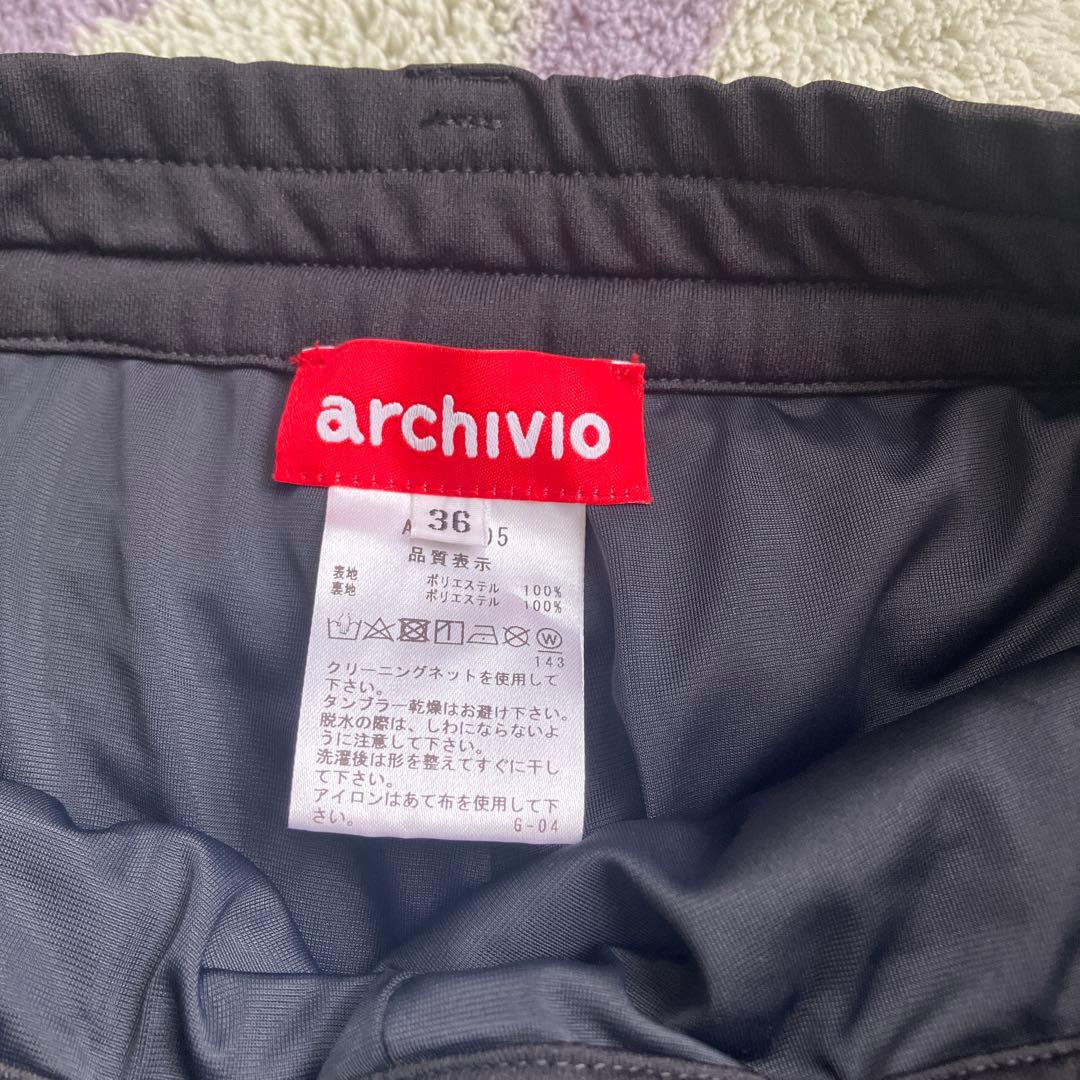 archivio
36
品質表示
表地 ポリエステル 100%
裏地 ポリエステル 100%
W
143
クリーニングネットを使用して
下さい。
タンブラー乾燥はお避け下さい。
脱水の際は、しわにならないよ
うに注意して下さい。
洗濯後は形を整えてすぐに干し
て下さい。
アイロンはあて布を使用して下
さい。
G-04